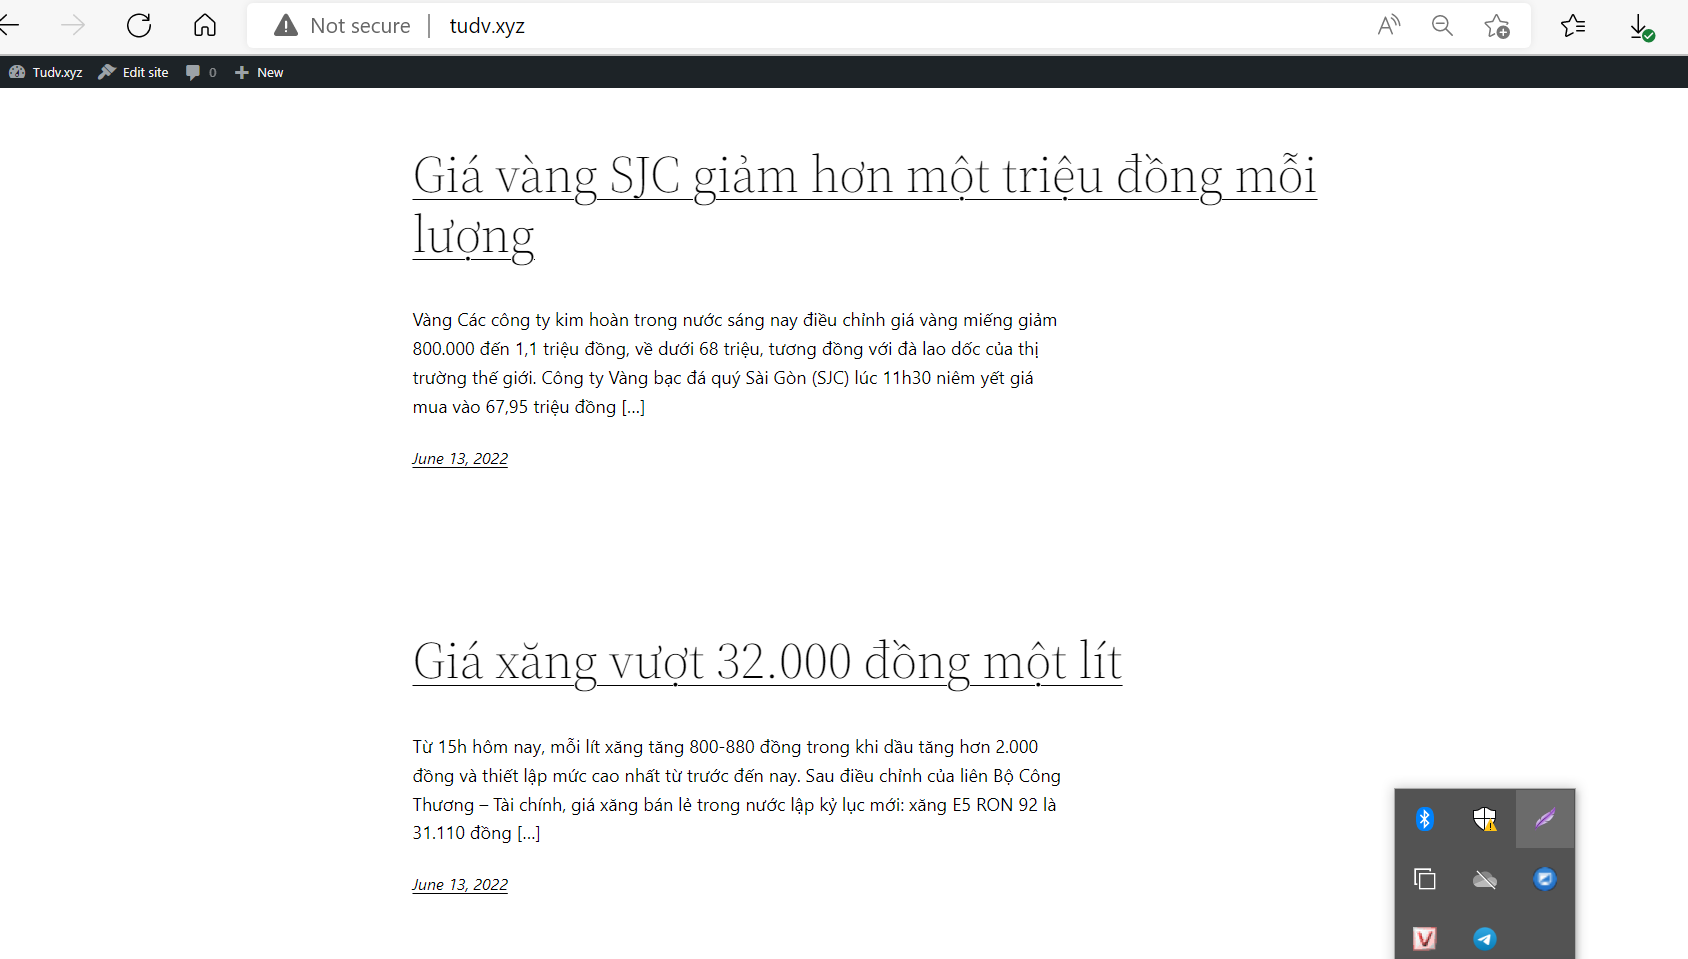 Not secure | tudv.xyz
Tudv.xyz Edit site 0 New
Giá vàng SJC giảm hơn một triệu đồng mỗi
lượng
Vàng Các công ty kim hoàn trong nước sáng nay điều chỉnh giá vàng miếng giảm
800.000 đến 1,1 triệu đồng, về dưới 68 triệu, tương đồng với đà lao dốc của thị
trường thế giới. Công ty Vàng bạc đá quý Sài Gòn (SJC) lúc 11h30 niêm yết giá
mua vào 67,95 triệu đồng […]
June 13, 2022
Giá xăng vượt 32.000 đồng một lít
Từ 15h hôm nay, mỗi lít xăng tăng 800-880 đồng trong khi dầu tăng hơn 2.000
đồng và thiết lập mức cao nhất từ trước đến nay. Sau điều chỉnh của liên Bộ Công
Thương – Tài chính, giá xăng bán lẻ trong nước lập kỷ lục mới: xăng E5 RON 92 là
31.110 đồng […]
June 13, 2022